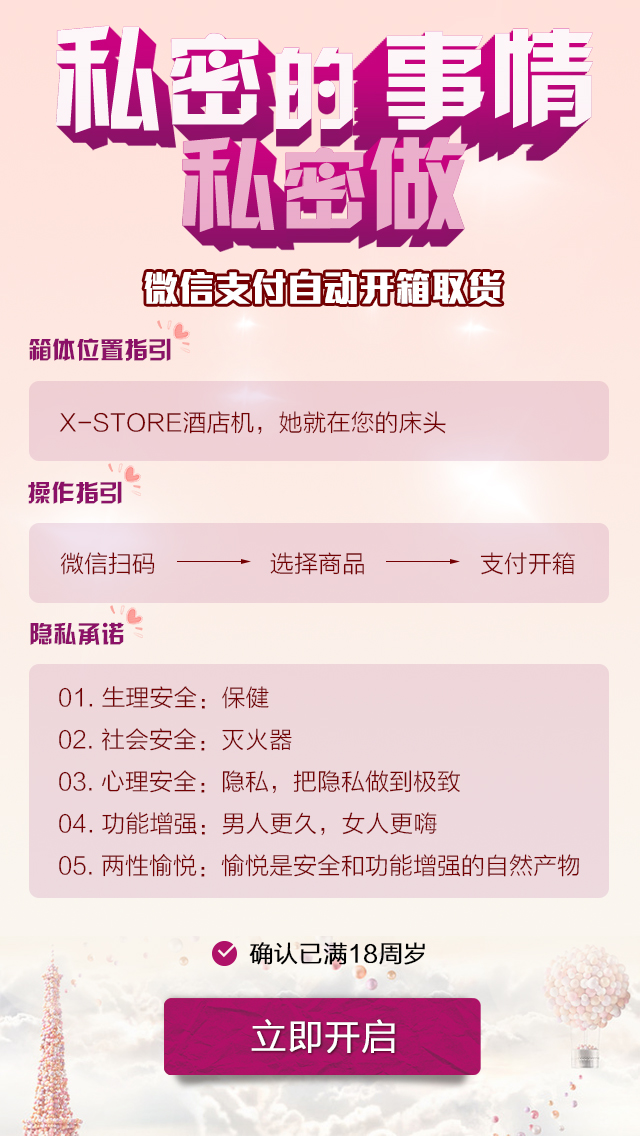 私密的事情
私密做
微信支付自动开箱取货
箱体位置指引
X-STORE酒店机，她就在您的床头
操作指引
微信扫码 → 选择商品 → 支付开箱
隐私承诺
01. 生理安全：保健
02. 社会安全：灭火器
03. 心理安全：隐私，把隐私做到极致
04. 功能增强：男人更久，女人更嗨
05. 两性愉悦：愉悦是安全和功能增强的自然产物
确认已满18周岁
立即开启